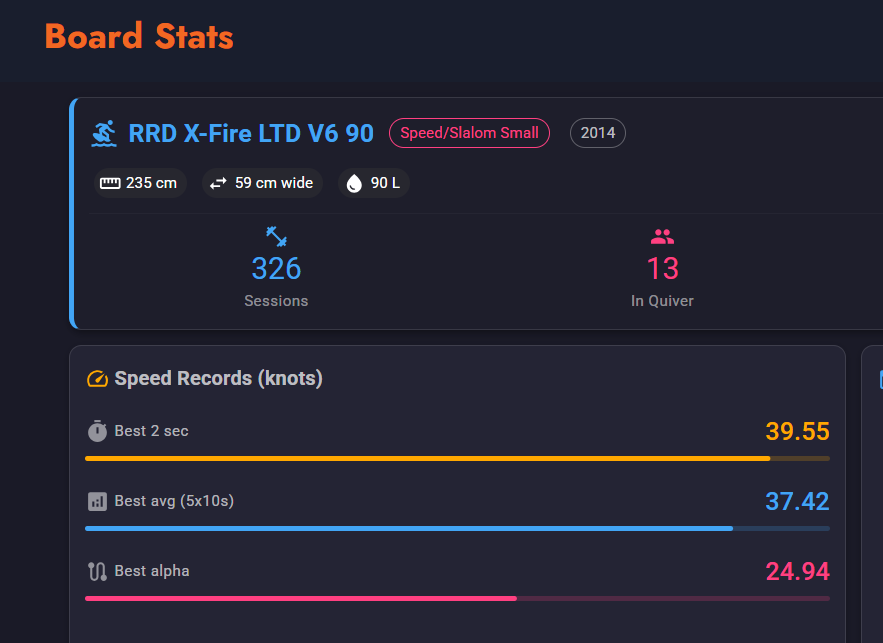 Board Stats
RRD X-Fire LTD V6 90 Speed/Slalom Small 2014
235 cm 59 cm wide 90 L
326 13
Sessions In Quiver
Speed Records (knots)
Best 2 sec 39.55
Best avg (5x10s) 37.42
Best alpha 24.94